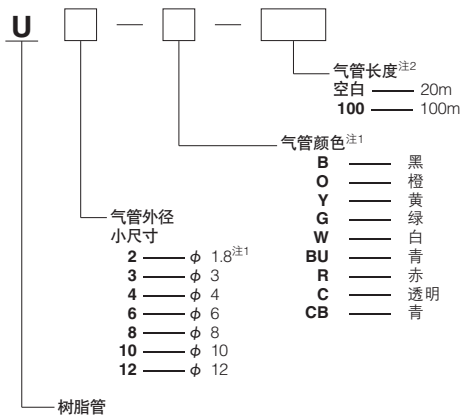 U □ － □ － □
气管长度注2
空白 —— 20m
100 —— 100m
气管颜色注1
B —— 黑
O —— 橙
Y —— 黄
G —— 绿
W —— 白
BU —— 青
R —— 赤
C —— 透明
CB —— 青
气管外径
小尺寸
2 —— φ 1.8注1
3 —— φ 3
4 —— φ 4
6 —— φ 6
8 —— φ 8
10 —— φ 10
12 —— φ 12
树脂管